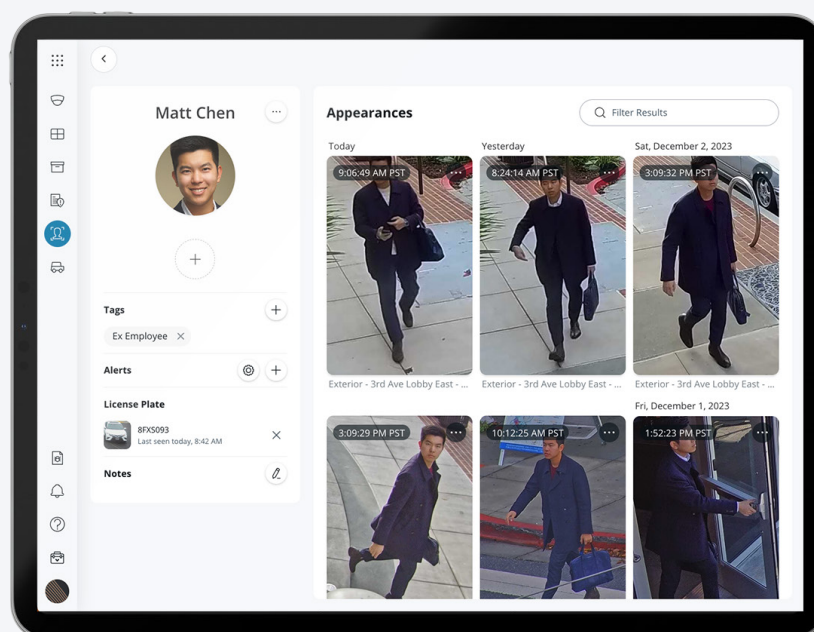 Matt Chen
Tags
Ex Employee
Alerts
License Plate
8FXS093
Last seen today, 8:42 AM
Notes
Appearances
Filter Results
Today
Yesterday
Sat, December 2, 2023
9:06:49 AM PST
8:24:14 AM PST
3:09:32 PM PST
Exterior - 3rd Ave Lobby East - ...
Exterior - 3rd Ave Lobby East - ...
Exterior - 3rd Ave Lobby East - ...
Fri, December 1, 2023
3:09:29 PM PST
10:12:25 AM PST
1:52:23 PM PST